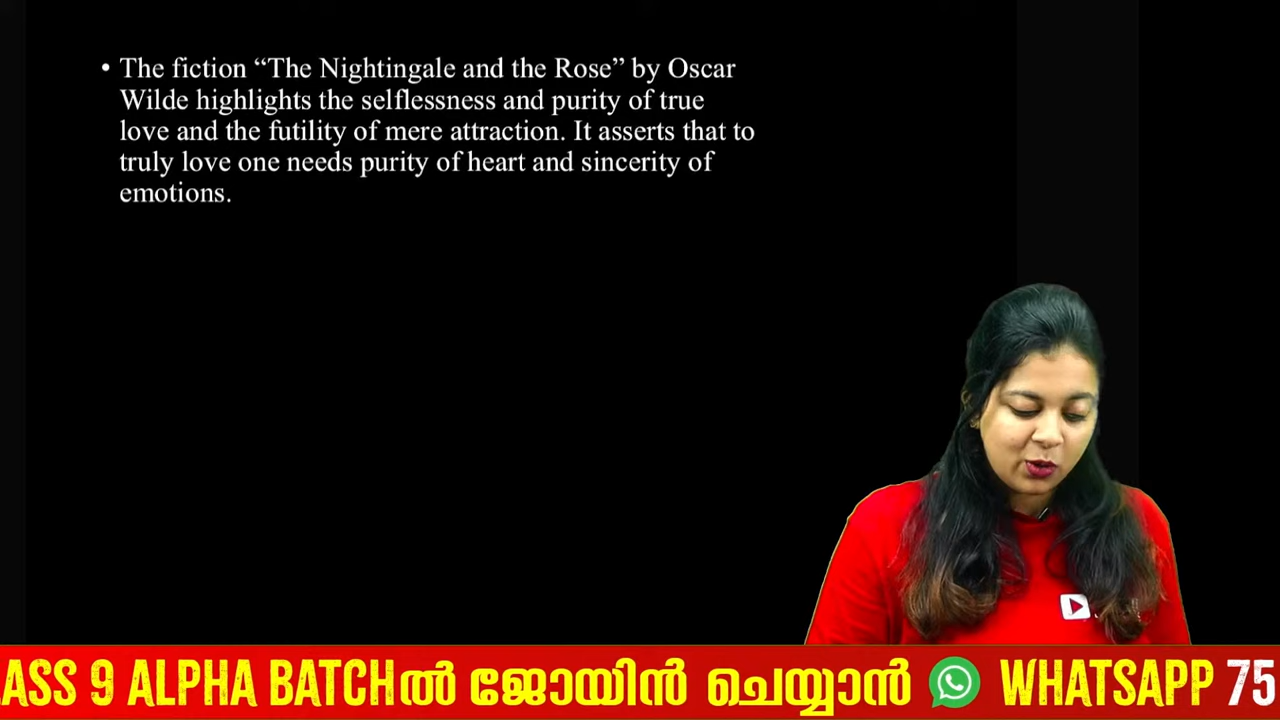 • The fiction “The Nightingale and the Rose” by Oscar
Wilde highlights the selflessness and purity of true
love and the futility of mere attraction. It asserts that to
truly love one needs purity of heart and sincerity of
emotions.
ASS 9 ALPHA BATCHൽ ജോയിൻ ചെയ്യാൻ WHATSAPP 75